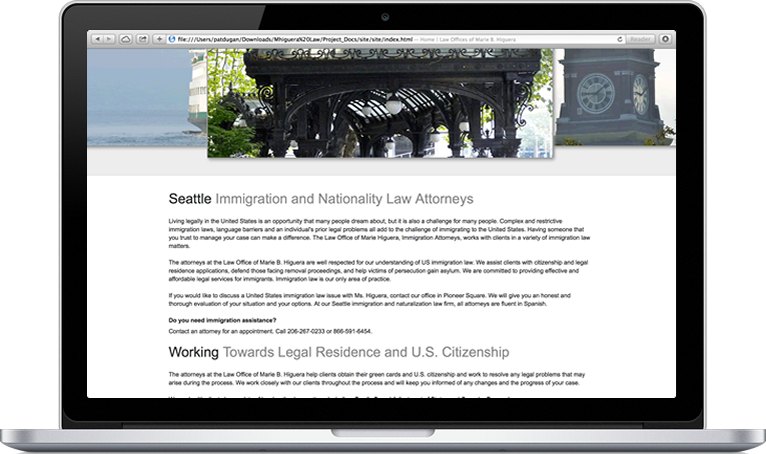 file:///Users/patdugan/Downloads/Mhiguera%20Law/Project_Docs/site/site/index.html — Home | Law Offices of Marie B. Higuera
Reader
Seattle Immigration and Nationality Law Attorneys
Living legally in the United States is an opportunity that many people dream about, but it is also a challenge for many people. Complex and restrictive
immigration laws, language barriers and an individual's prior legal problems all add to the challenge of immigrating to the United States. Having someone that
you trust to manage your case can make a difference. The Law Office of Marie Higuera, Immigration Attorneys, works with clients in a variety of immigration law
matters.
The attorneys at the Law Office of Marie B. Higuera are well respected for our understanding of US immigration law. We assist clients with citizenship and legal
residence applications, defend those facing removal proceedings, and help victims of persecution gain asylum. We are committed to providing effective and
affordable legal services for immigrants. Immigration law is our only area of practice.
If you would like to discuss a United States immigration law issue with Ms. Higuera, contact our office in Pioneer Square. We will give you an honest and
thorough evaluation of your situation and your options. At our Seattle immigration and naturalization law firm, all attorneys are fluent in Spanish.
Do you need immigration assistance?
Contact an attorney for an appointment. Call 206-267-0233 or 866-591-6454.
Working Towards Legal Residence and U.S. Citizenship
The attorneys at the Law Office of Marie B. Higuera help clients obtain their green cards and U.S. citizenship and work to resolve any legal problems that may
arise during the process. We work closely with our clients throughout the process and will keep you informed of any changes and the progress of your case.